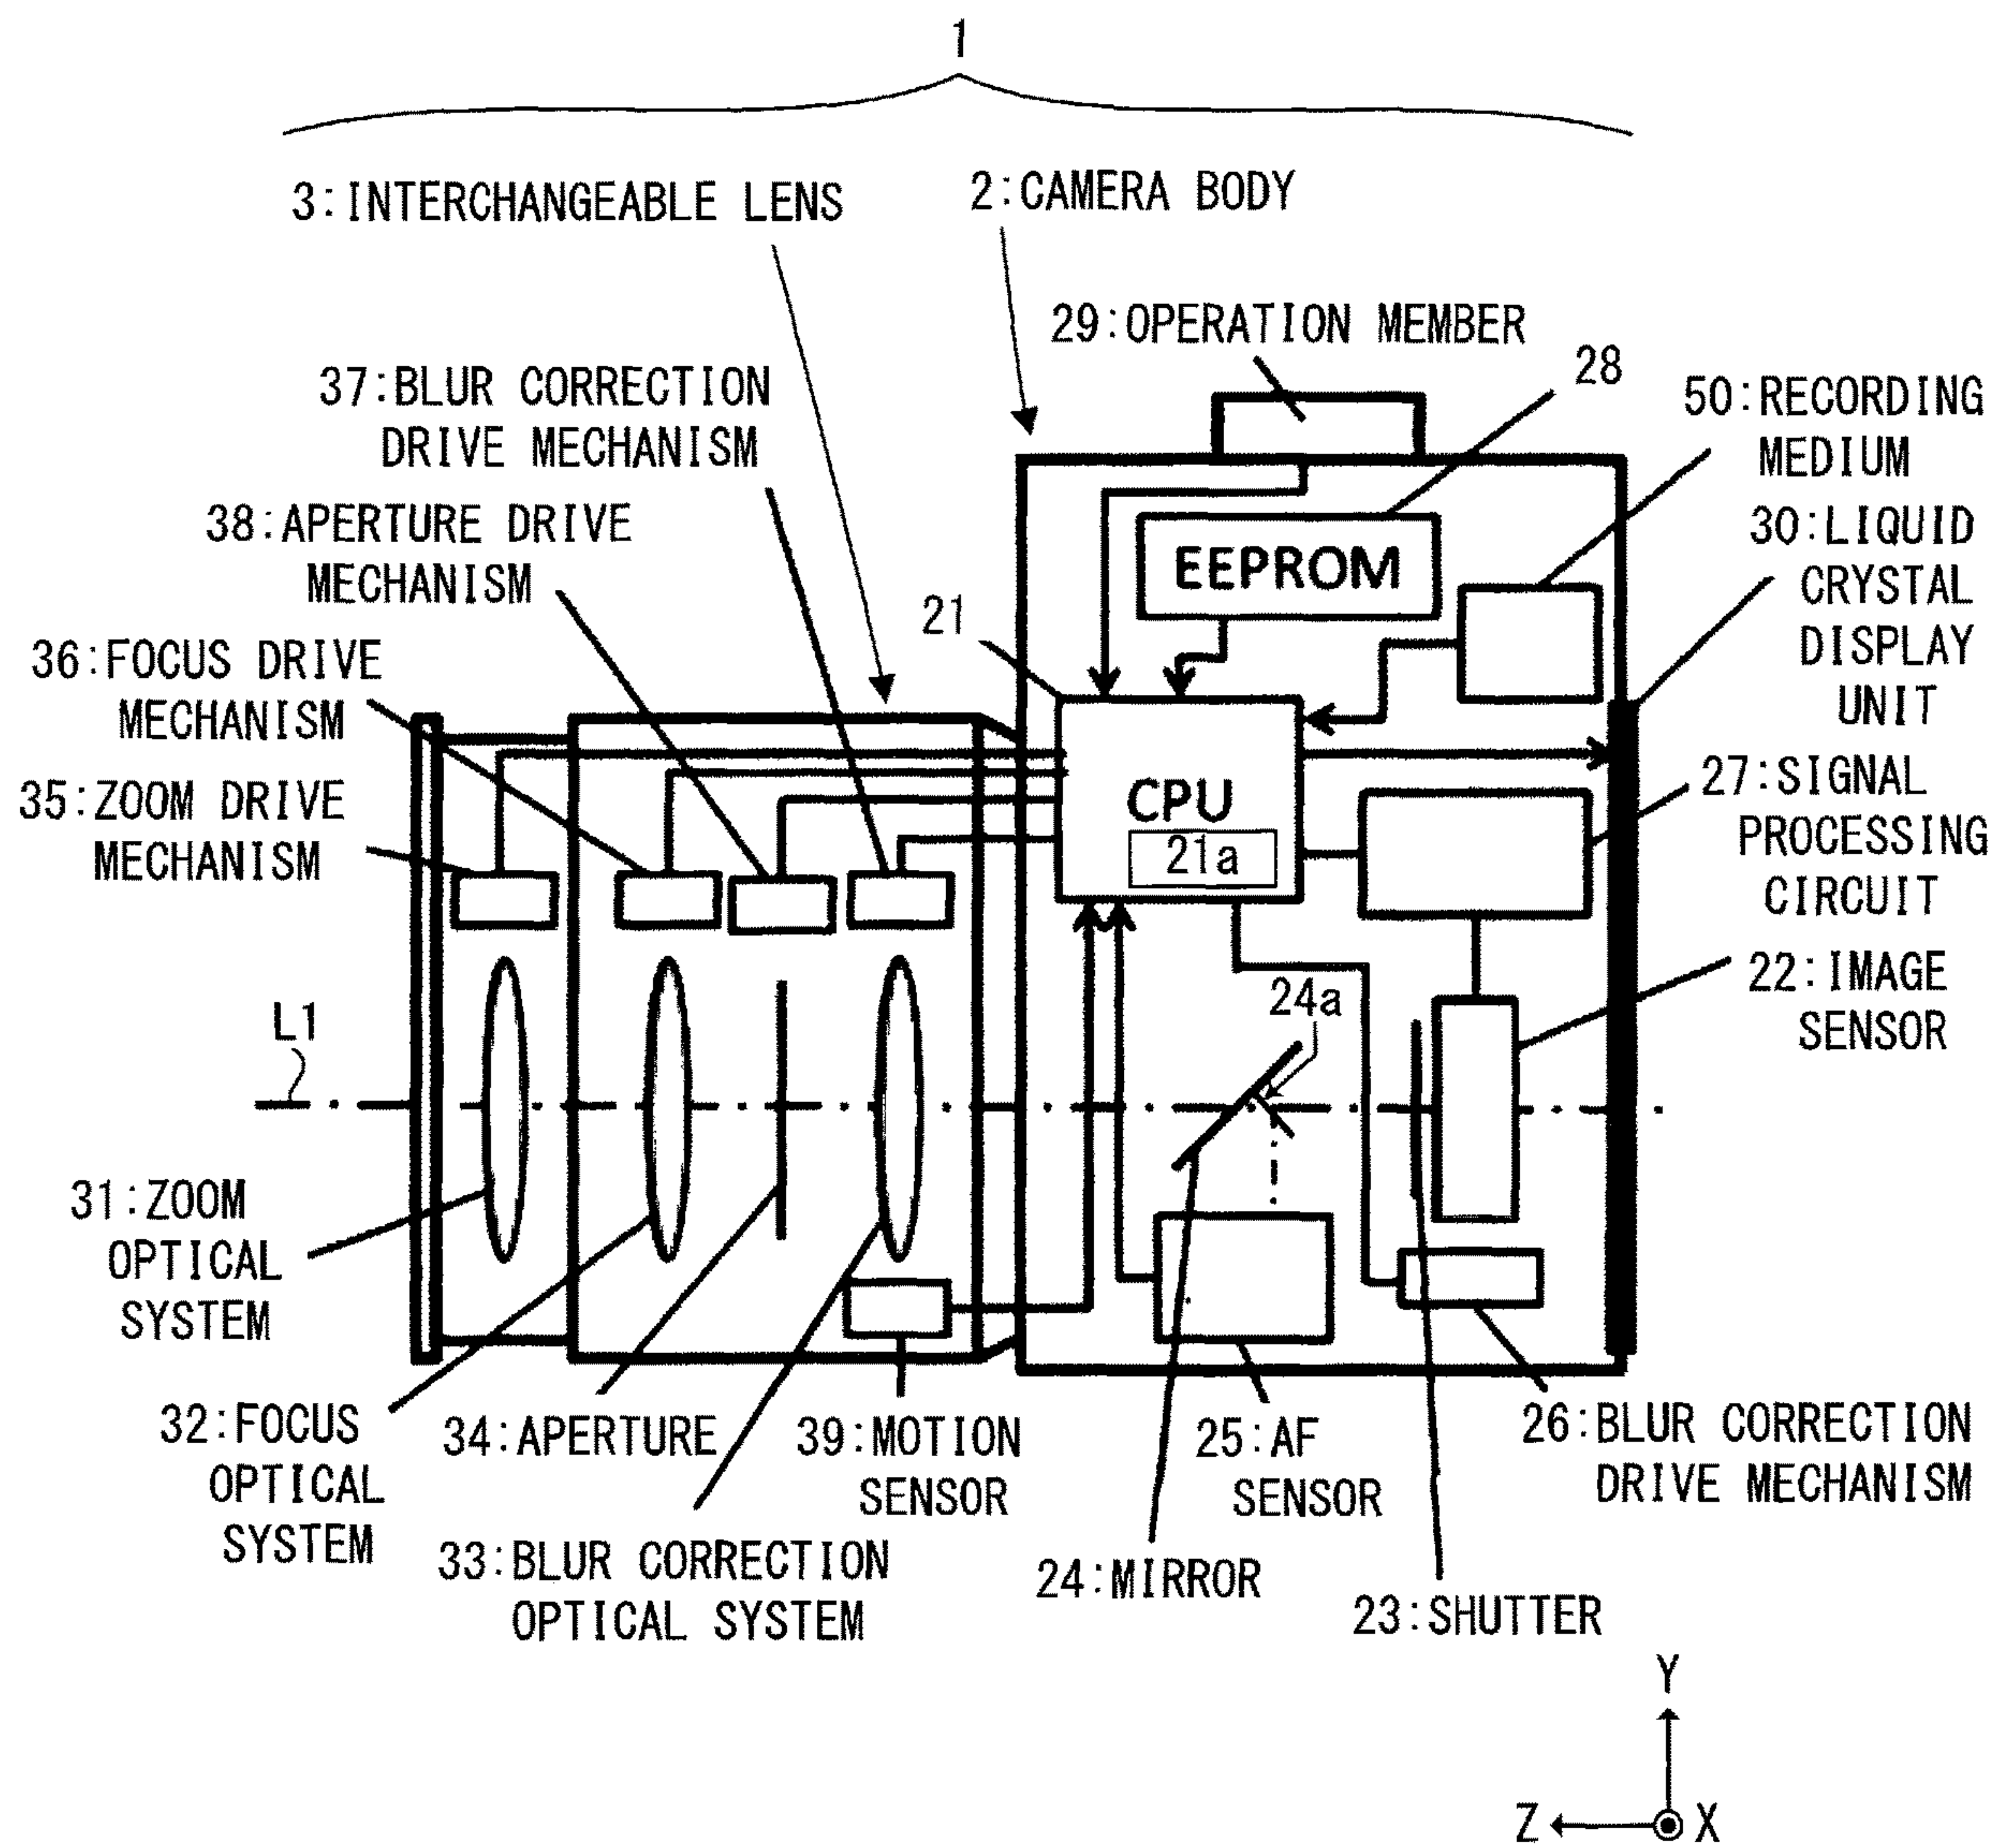 1
3:INTERCHANGEABLE LENS
2:CAMERA BODY
29:OPERATION MEMBER
28
37:BLUR CORRECTION
DRIVE MECHANISM
50:RECORDING
MEDIUM
38:APERTURE DRIVE
MECHANISM
30:LIQUID
CRYSTAL
DISPLAY
UNIT
EEPROM
21
36:FOCUS DRIVE
MECHANISM
35:ZOOM DRIVE
MECHANISM
CPU
21a
27:SIGNAL
PROCESSING
CIRCUIT
22:IMAGE
SENSOR
24a
L1
31:ZOOM
OPTICAL
SYSTEM
32:FOCUS
OPTICAL
SYSTEM
34:APERTURE
39:MOTION
SENSOR
25:AF
SENSOR
26:BLUR CORRECTION
DRIVE MECHANISM
33:BLUR CORRECTION
OPTICAL SYSTEM
24:MIRROR
23:SHUTTER
Y
Z
X